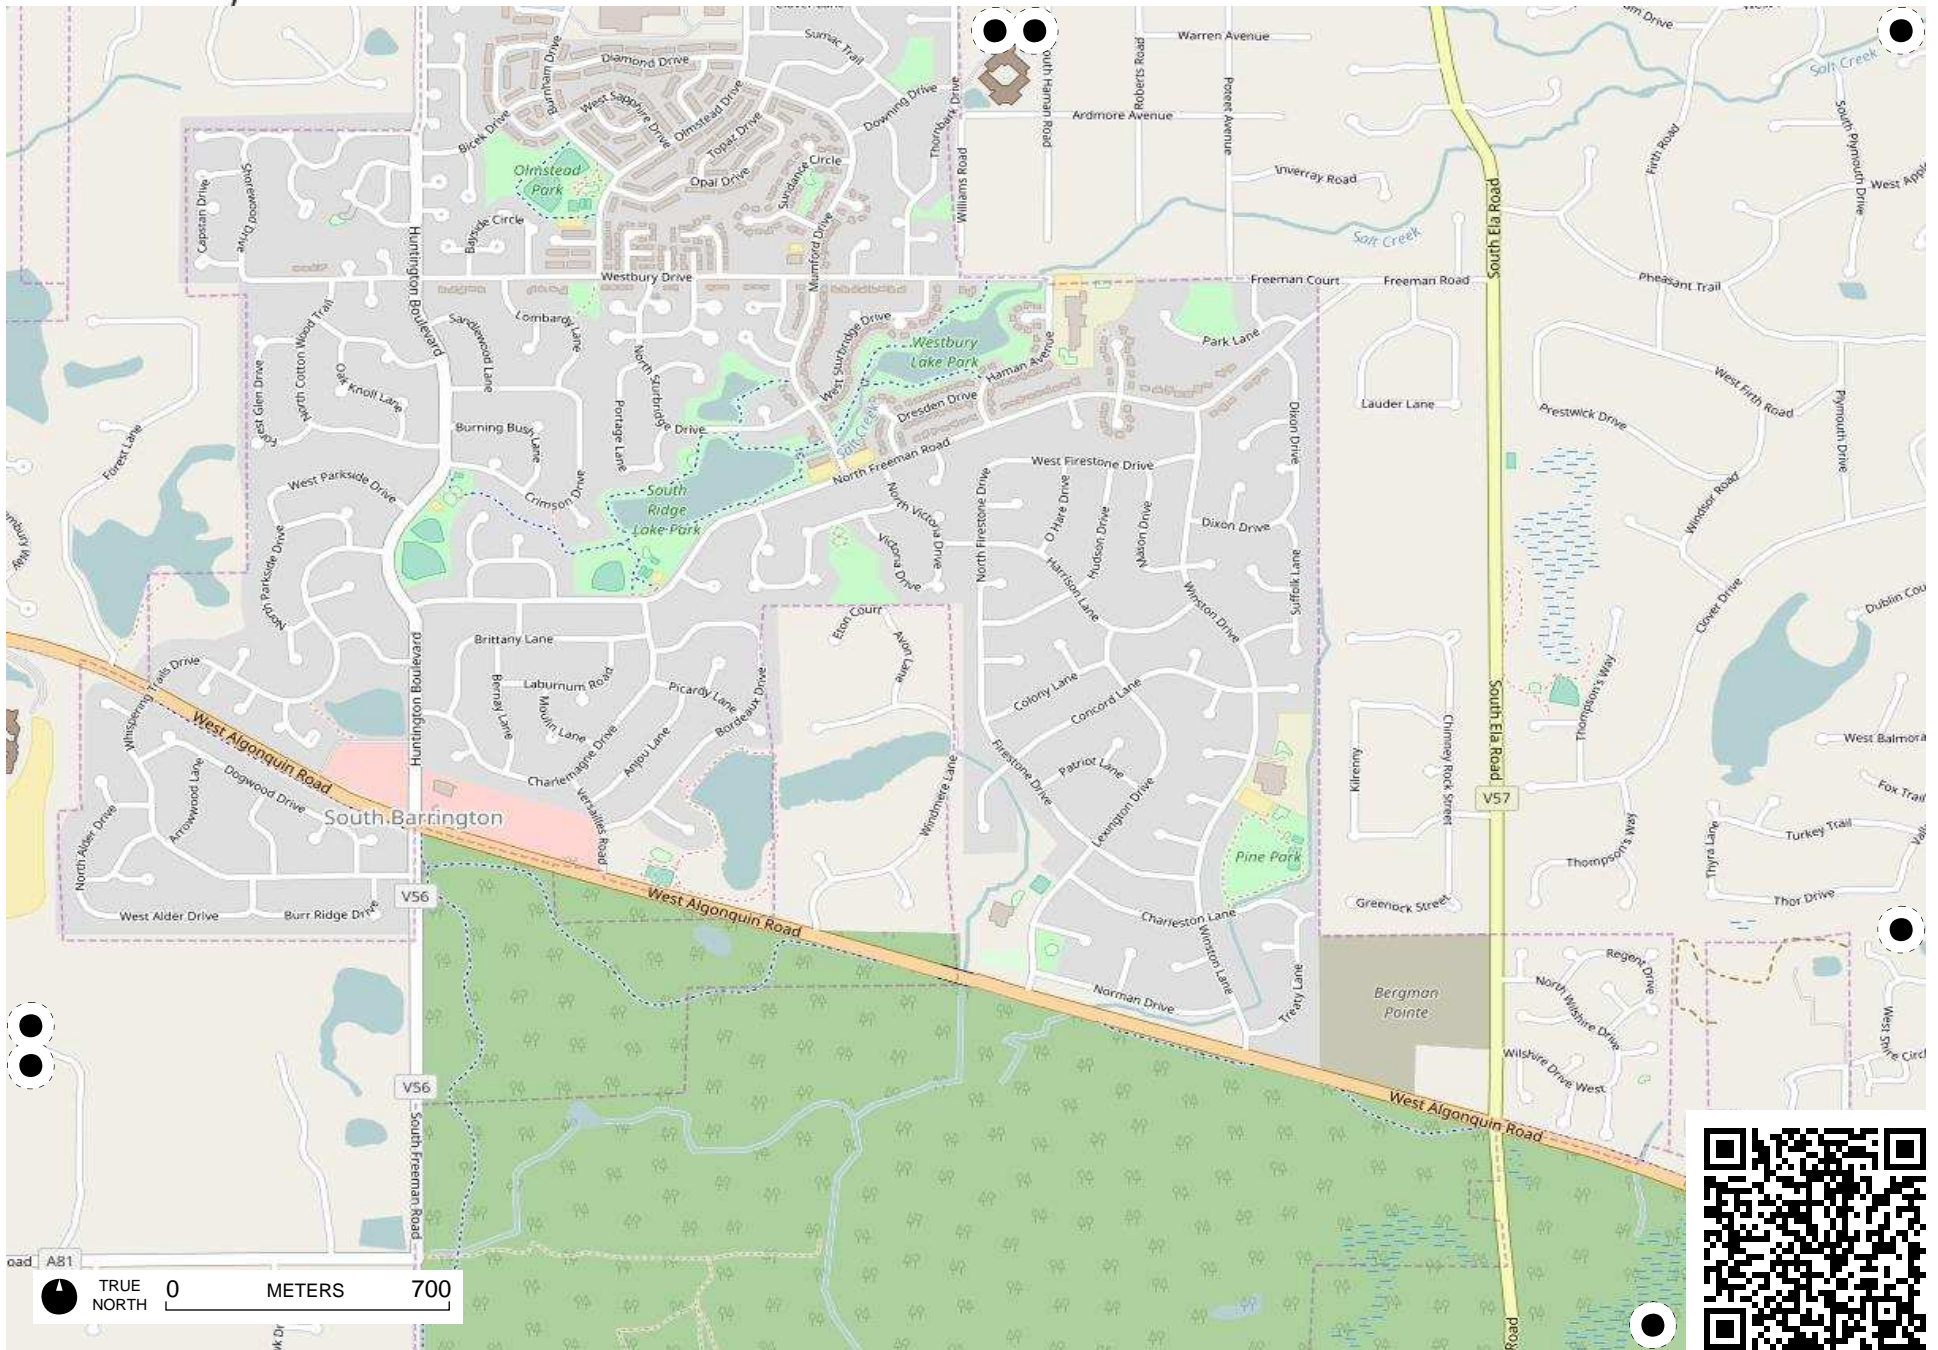 Clover Lane
Sumac Trail
Warren Avenue
Salt Creek
Diamond Drive
Burnham Drive
Bicek Drive
West Sapphire Drive
Olmstead Drive
Topaz Drive
Opal Drive
Downing Drive
Thornbark Drive
South Haman Road
Roberts Road
Poteet Avenue
Ardmore Avenue
Williams Road
Inverray Road
Firth Road
South Plymouth Drive
Olmstead
Park
Sundance
Circle
Capstan Drive
Shorewood Drive
Bayside Circle
Mumford Drive
Huntington Boulevard
Westbury Drive
Salt Creek
South Ela Road
Freeman Court
Freeman Road
Pheasant Trail
North Cotton Wood Trail
Sandlewood Lane
Lombardy Lane
West Sturbridge Drive
Westbury
Lake Park
Haman Avenue
Park Lane
Forest Glen Drive
Oak Knoll Lane
North Sturbridge
Drive
Portage Lane
Dresden Drive
Salt Creek
Lauder Lane
Dixon Drive
West Firth Road
Prestwick Drive
Plymouth Drive
Forest Lane
Burning Bush
Lane
North Freeman Road
West Firestone Drive
West Parkside Drive
Crimson Drive
South
Ridge
Lake Park
North Victoria Drive
North Firestone Drive
O Hare Drive
Hudson Drive
Mason Drive
Dixon Drive
Windsor Road
North Parkside Drive
Victoria Drive
Harrison Lane
Winston Drive
Suffolk Lane
Clover Drive
Eton Court
Avon Lane
Huntington Boulevard
Brittany Lane
Laburnum Road
Bernay Lane
Moulin Lane
Picardy Lane
Bordeaux Drive
Whispering Trails Drive
Colony Lane
Concord Lane
South Ela Road
Thompson's Way
Chimney Rock Street
Kilrenny
West Algonquin Road
Charlemagne Drive
Anjou Lane
Versailles Road
Windmere Lane
Firestone Drive
Patriot Lane
Lexington Drive
V57
Fox Trail
Dogwood Drive
Arrowwood Lane
North Alder Drive
South Barrington
Pine Park
Thompson's Way
Thyra Lane
Turkey Trail
Thor Drive
V56
West Algonquin Road
Greenock Street
West Alder Drive
Burr Ridge Drive
Charleston Lane
Winston Lane
Norman Drive
Treaty Lane
Bergman
Pointe
Regent Drive
North Wilshire Drive
Wilshire Drive West
V56
South Freeman Road
West Algonquin Road
A81
TRUE
NORTH
0 METERS 700